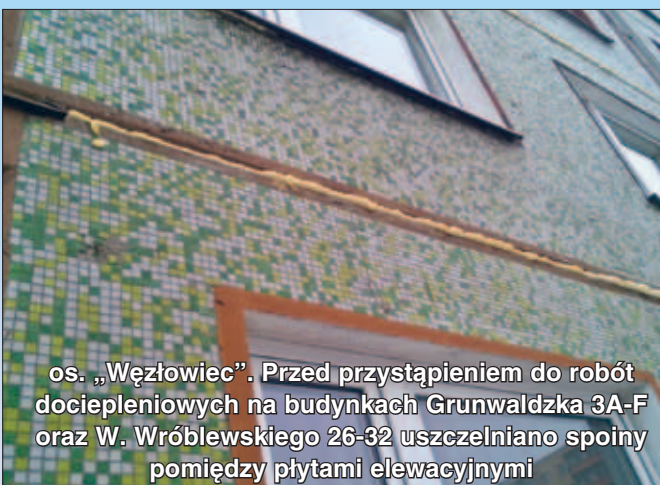 os. „Węzłowiec”. Przed przystąpieniem do robót
dociepleniowych na budynkach Grunwaldzka 3A-F
oraz W. Wróblewskiego 26-32 uszczelniano spoiny
pomiędzy płytami elewacyjnymi